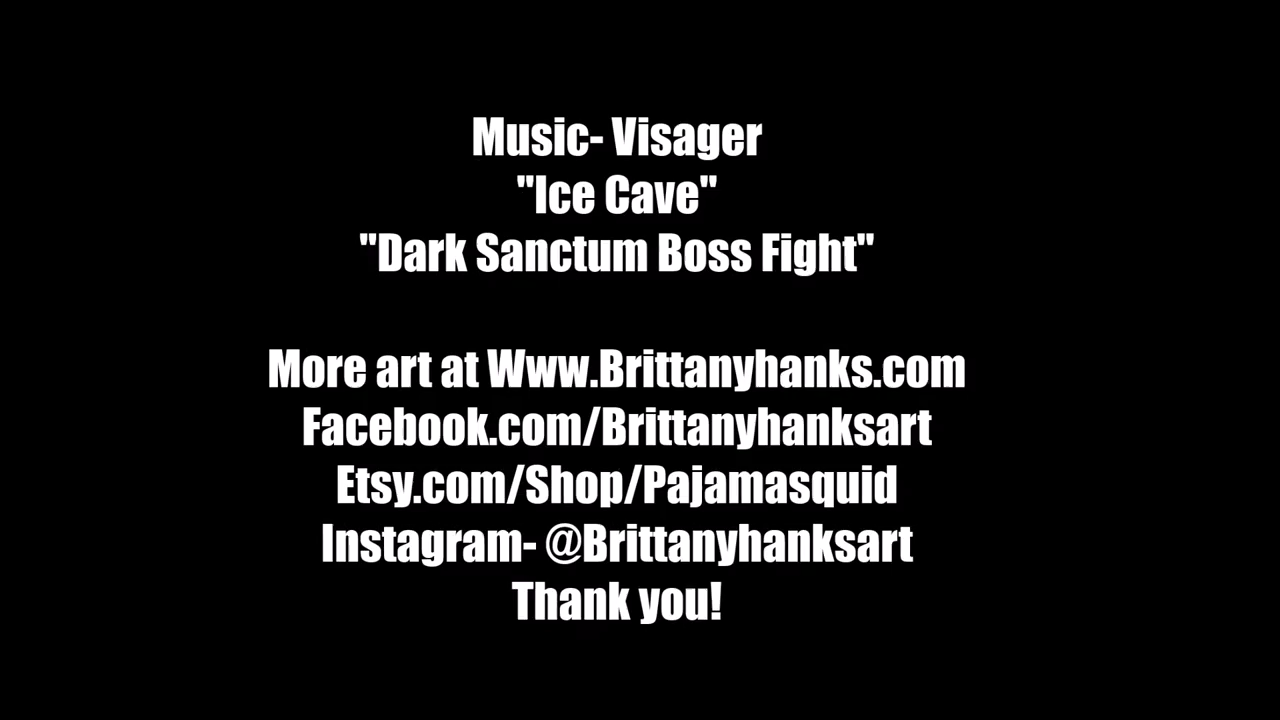 Music- Visager
"Ice Cave"
"Dark Sanctum Boss Fight"
More art at Www.Brittanyhanks.com
Facebook.com/Brittanyhanksart
Etsy.com/Shop/Pajamasquid
Instagram- @Brittanyhanksart
Thank you!